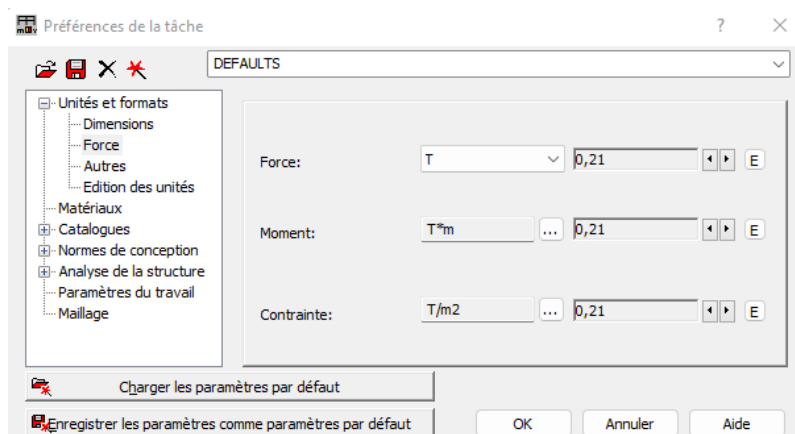 Préférences de la tâche
DEFAULTS
Unités et formats
Dimensions
Force
Autres
Edition des unités
Matériaux
Catalogues
Normes de conception
Analyse de la structure
Paramètres du travail
Maillage
Force: T 0,21 E
Moment: T*m ... 0,21 E
Contrainte: T/m2 ... 0,21 E
Charger les paramètres par défaut
Enregistrer les paramètres comme paramètres par défaut
OK Annuler Aide